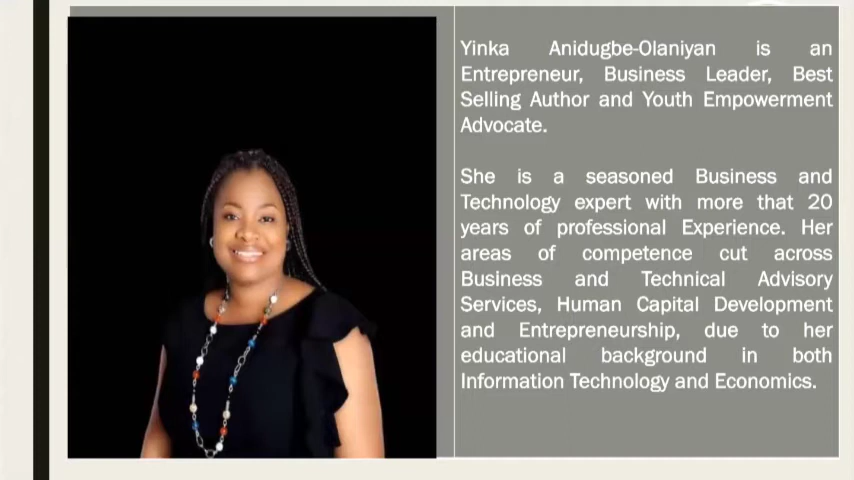 Yinka Anidugbe-Olaniyan is an
Entrepreneur, Business Leader, Best
Selling Author and Youth Empowerment
Advocate.
She is a seasoned Business and
Technology expert with more that 20
years of professional Experience. Her
areas of competence cut across
Business and Technical Advisory
Services, Human Capital Development
and Entrepreneurship, due to her
educational background in both
Information Technology and Economics.